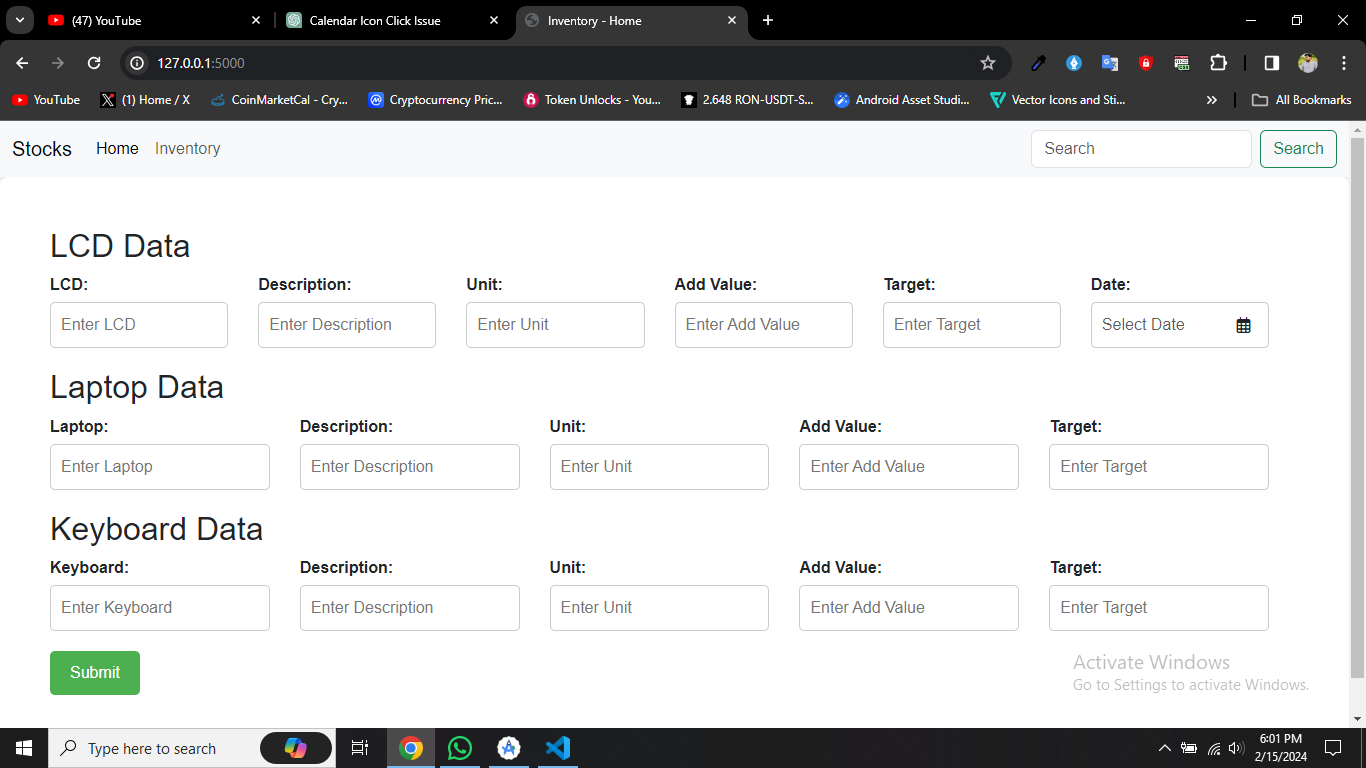 (47) YouTube
Calendar Icon Click Issue
Inventory - Home
127.0.0.1:5000
YouTube
(1) Home / X
CoinMarketCal - Cry...
Cryptocurrency Pric...
Token Unlocks - You...
2.648 RON-USDT-S...
Android Asset Studi...
Vector Icons and Sti...
All Bookmarks
Stocks Home Inventory Search Search
LCD Data
LCD: Description: Unit: Add Value: Target: Date:
Enter LCD Enter Description Enter Unit Enter Add Value Enter Target Select Date
Laptop Data
Laptop: Description: Unit: Add Value: Target:
Enter Laptop Enter Description Enter Unit Enter Add Value Enter Target
Keyboard Data
Keyboard: Description: Unit: Add Value: Target:
Enter Keyboard Enter Description Enter Unit Enter Add Value Enter Target
Submit
Activate Windows
Go to Settings to activate Windows.
Type here to search
6:01 PM
2/15/2024